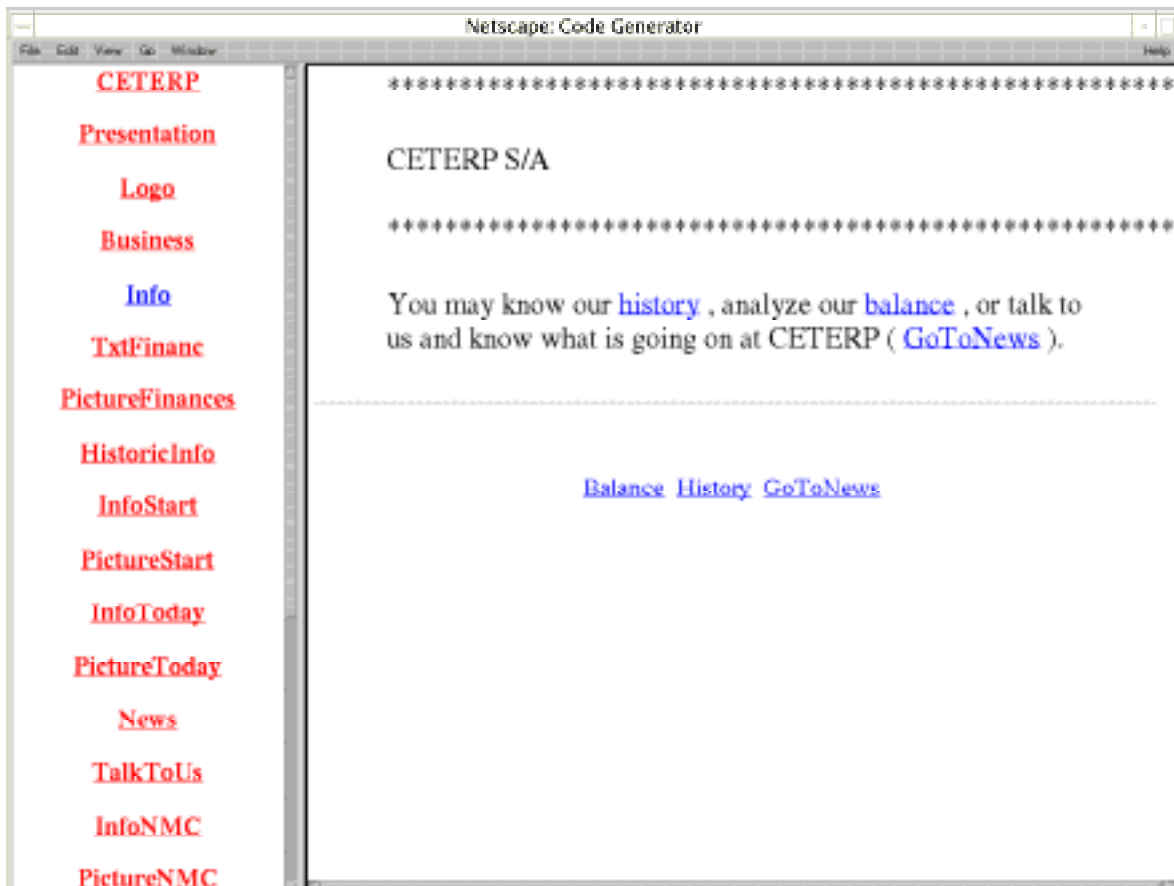 Netscape: Code Generator
File Edit View Go Window Help
CETERP
Presentation
Logo
Business
Info
TxtFinanc
PictureFinances
HistoricInfo
InfoStart
PictureStart
InfoToday
PictureToday
News
TalkToUs
InfoNMC
PictureNMC
******************************************************
CETERP S/A
******************************************************
You may know our history , analyze our balance , or talk to
us and know what is going on at CETERP ( GoToNews ).
Balance History GoToNews